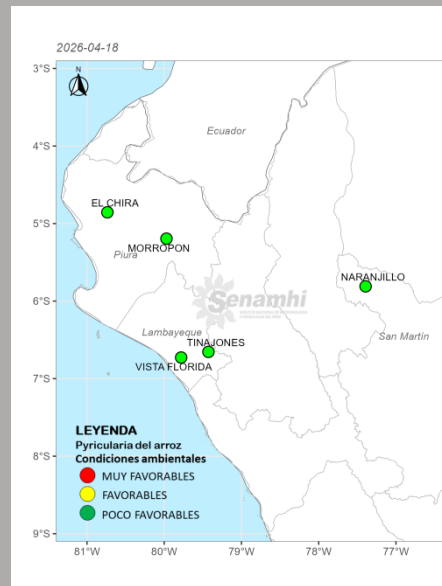 2026-04-18
3°S
N
Ecuador
4°S
EL CHIRA
5°S
MORROPON
Piura
NARANJILLO
6°S
Senamhi
Lambayeque
TINAJONES
San Martín
VISTA FLORIDA
7°S
LEYENDA
Pyricularia del arroz
Condiciones ambientales
8°S
MUY FAVORABLES
FAVORABLES
POCO FAVORABLES
9°S
81°W 80°W 79°W 78°W 77°W